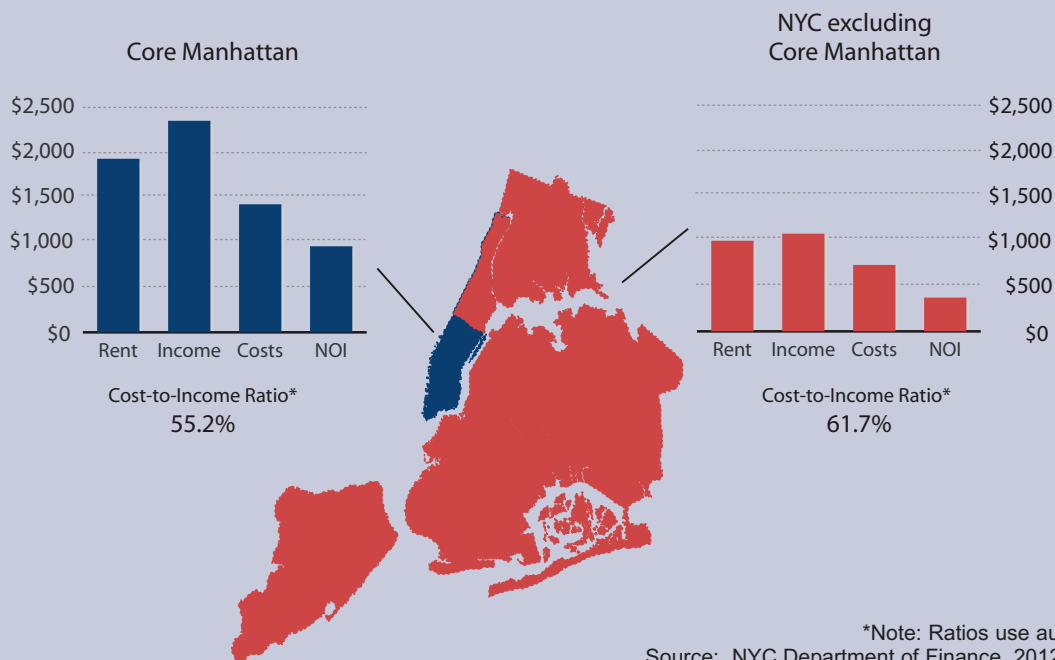 Core Manhattan
$2,500
$2,000
$1,500
$1,000
$500
$0
Rent Income Costs NOI
Cost-to-Income Ratio*
55.2%
NYC excluding
Core Manhattan
$2,500
$2,000
$1,500
$1,000
$500
$0
Rent Income Costs NOI
Cost-to-Income Ratio*
61.7%
*Note: Ratios use
Source: NYC Department of Finance, 2012